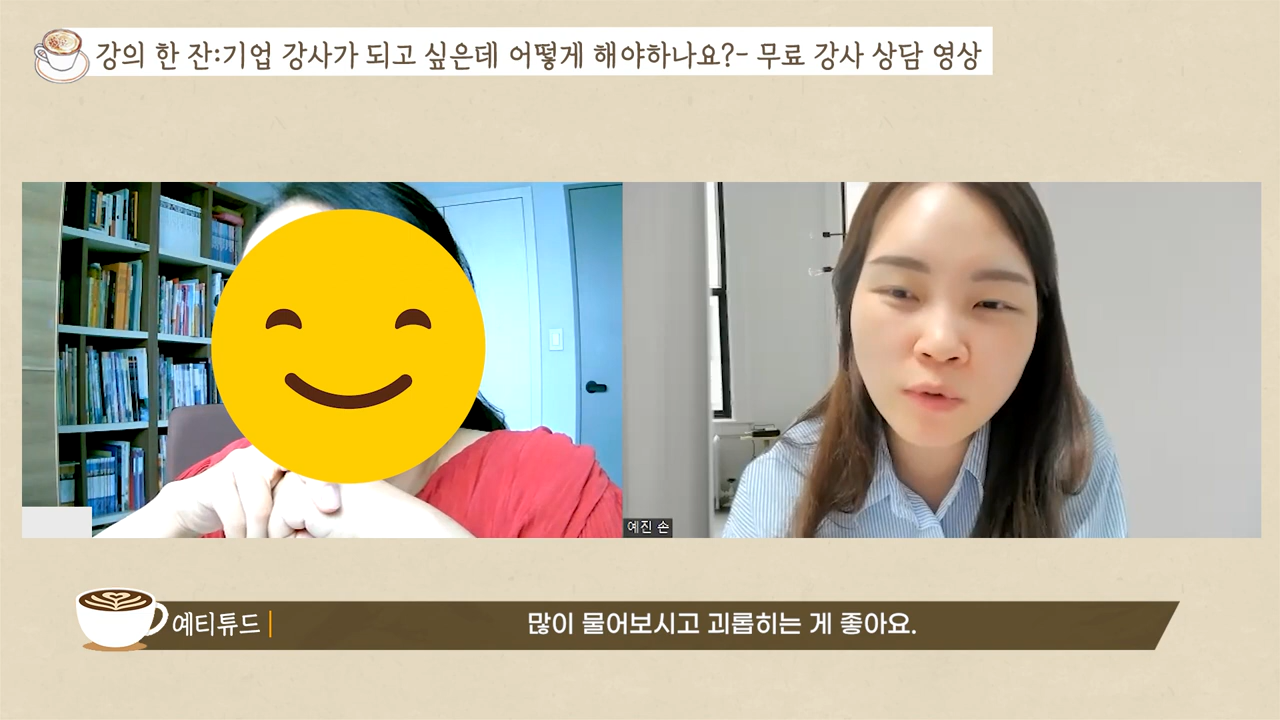 강의 한 잔:기업 강사가 되고 싶은데 어떻게 해야하나요?- 무료 강사 상담 영상
예진 손
예티튜드
많이 물어보시고 괴롭히는 게 좋아요.